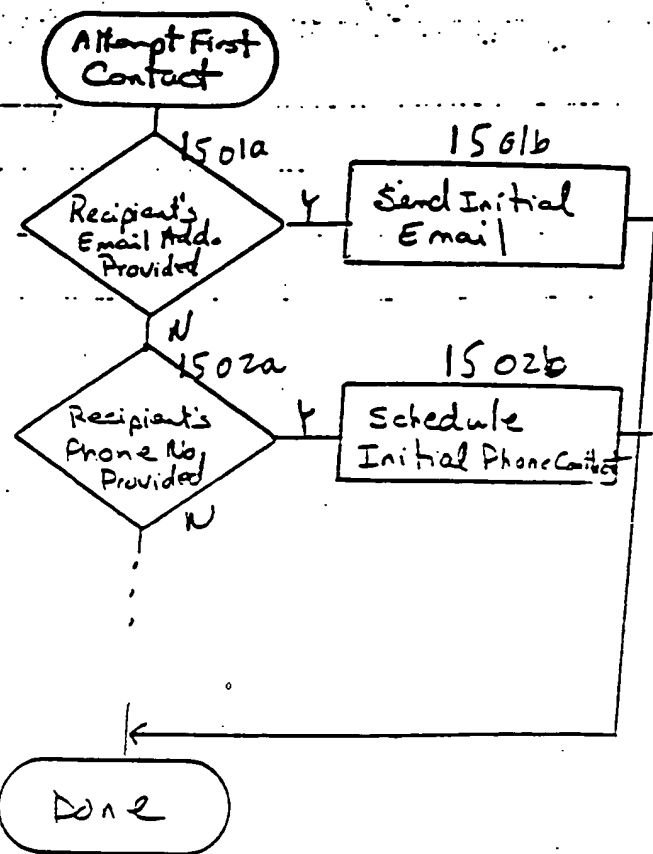 Attempt First
Contact
1501a
Recipient's
Email Add.
Provided
Y
1501b
Send Initial
Email
N
1502a
Recipient's
Phone No.
Provided
Y
1502b
Schedule
Initial Phone Contact
N
Done